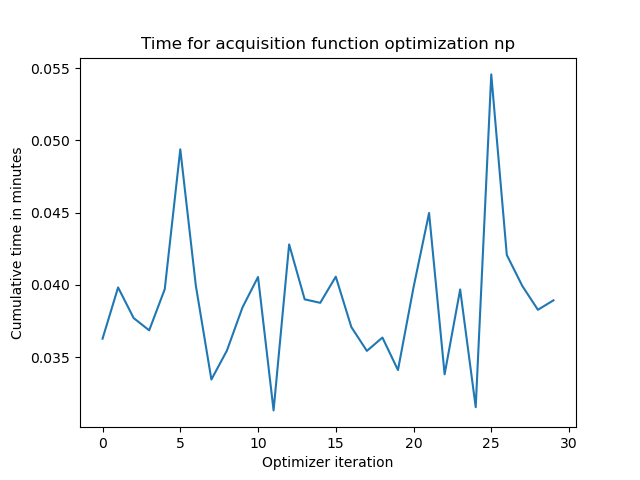 Time for acquisition function optimization np
0.055
0.050
0.045
0.040
0.035
Cumulative time in minutes
0 5 10 15 20 25 30
Optimizer iteration